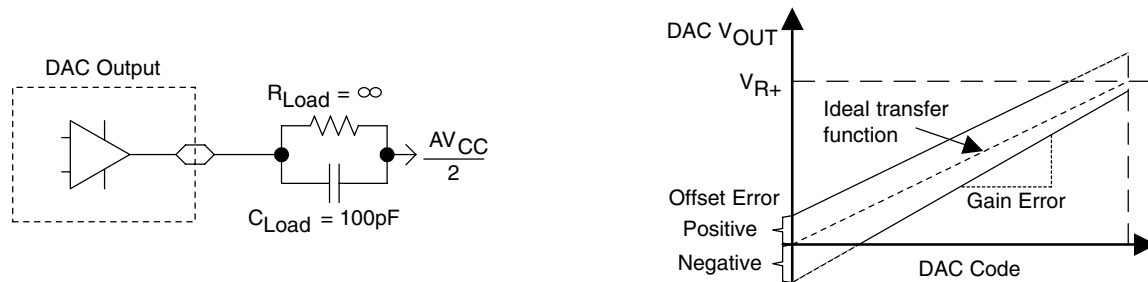 DAC Output
R Load = ∞
AV CC
2
C Load = 100pF
DAC V OUT
V R+
Ideal transfer
function
Offset Error
Positive
Negative
Gain Error
DAC Code